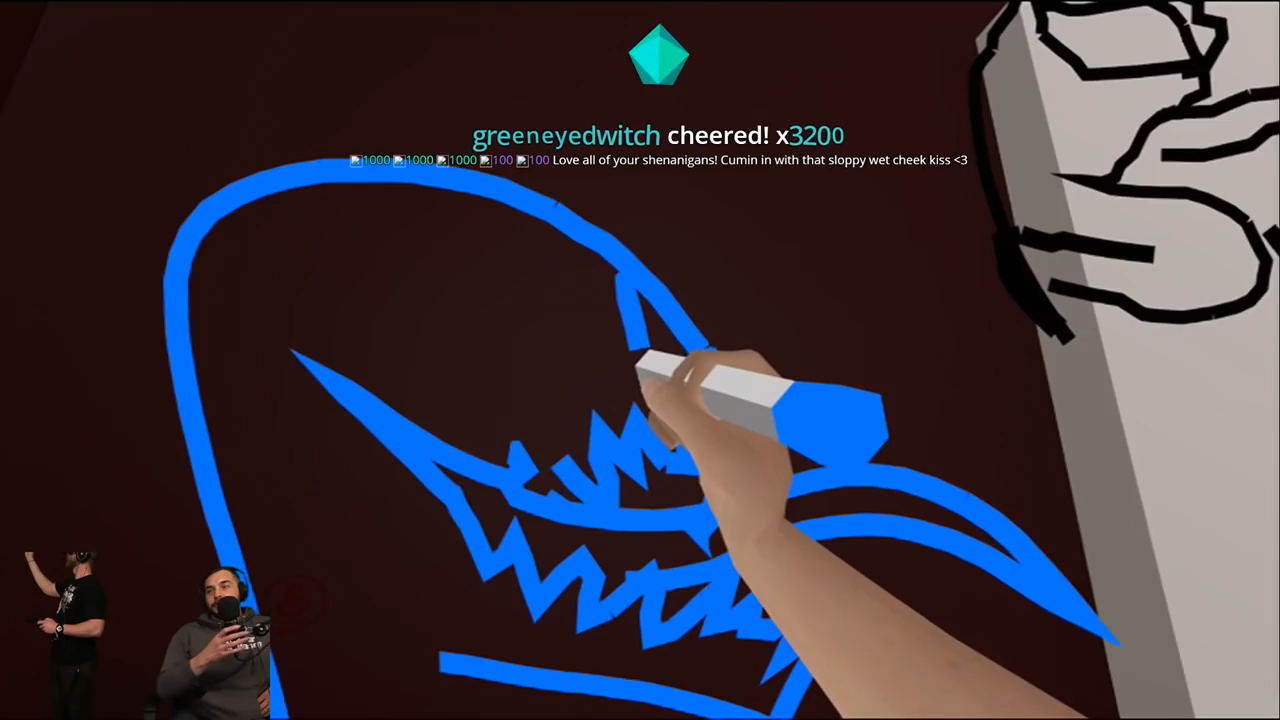 greeneyedwitch cheered! x3200
1000 1000 1000 100 100 Love all of your shenanigans! Cumin in with that sloppy wet cheek kiss <3